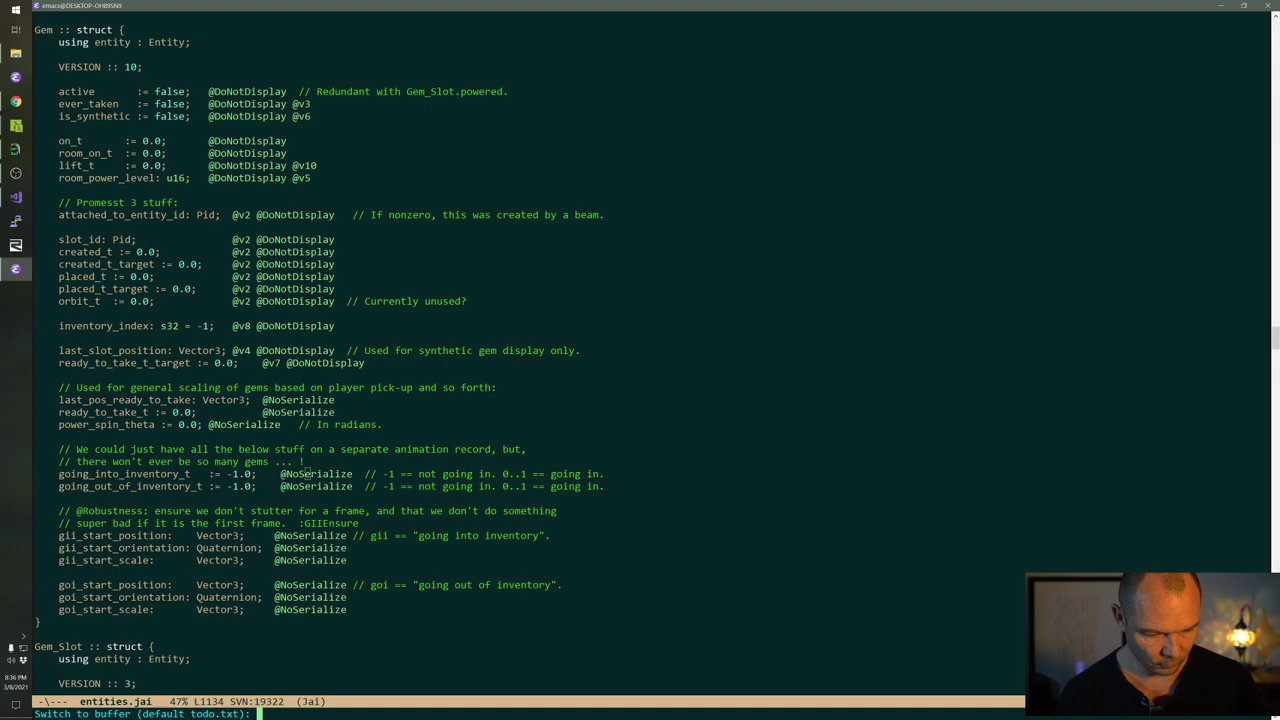 emacs@DESKTOP-OH89SN9
Gem :: struct {
    using entity : Entity;
    VERSION :: 10;
    active       := false;   @DoNotDisplay  // Redundant with Gem_Slot.powered.
    ever_taken   := false;   @DoNotDisplay @v3
    is_synthetic := false;   @DoNotDisplay @v6
    on_t       := 0.0;       @DoNotDisplay
    room_on_t  := 0.0;       @DoNotDisplay
    lift_t     := 0.0;       @DoNotDisplay @v10
    room_power_level: u16;   @DoNotDisplay @v5
    // Promesst 3 stuff:
    attached_to_entity_id: Pid;  @v2 @DoNotDisplay   // If nonzero, this was created by a beam.
    slot_id: Pid;                @v2 @DoNotDisplay
    created_t := 0.0;            @v2 @DoNotDisplay
    created_t_target := 0.0;     @v2 @DoNotDisplay
    placed_t := 0.0;             @v2 @DoNotDisplay
    placed_t_target := 0.0;      @v2 @DoNotDisplay
    orbit_t  := 0.0;             @v2 @DoNotDisplay  // Currently unused?
    inventory_index: s32 = -1;   @v8 @DoNotDisplay
    last_slot_position: Vector3; @v4 @DoNotDisplay  // Used for synthetic gem display only.
    ready_to_take_t_target := 0.0;    @v7 @DoNotDisplay
    // Used for general scaling of gems based on player pick-up and so forth:
    last_pos_ready_to_take: Vector3;  @NoSerialize
    ready_to_take_t := 0.0;           @NoSerialize
    power_spin_theta := 0.0; @NoSerialize   // In radians.
    // We could just have all the below stuff on a separate animation record, but,
    // there won't ever be so many gems ... !
    going_into_inventory_t   := -1.0;    @NoSerialize  // -1 == not going in. 0..1 == going in.
    going_out_of_inventory_t := -1.0;    @NoSerialize  // -1 == not going in. 0..1 == going in.
    // @Robustness: ensure we don't stutter for a frame, and that we don't do something
    // super bad if it is the first frame.  :GIIEnsure
    gii_start_position:    Vector3;     @NoSerialize // gii == "going into inventory".
    gii_start_orientation: Quaternion;  @NoSerialize
    gii_start_scale:       Vector3;     @NoSerialize
    goi_start_position:    Vector3;     @NoSerialize // goi == "going out of inventory".
    goi_start_orientation: Quaternion;  @NoSerialize
    goi_start_scale:       Vector3;     @NoSerialize
}
Gem_Slot :: struct {
    using entity : Entity;
    VERSION :: 3;
-\---  entities.jai   47% L1134 SVN:19322  (Jai)
Switch to buffer (default todo.txt):
8:36 PM
3/8/2021